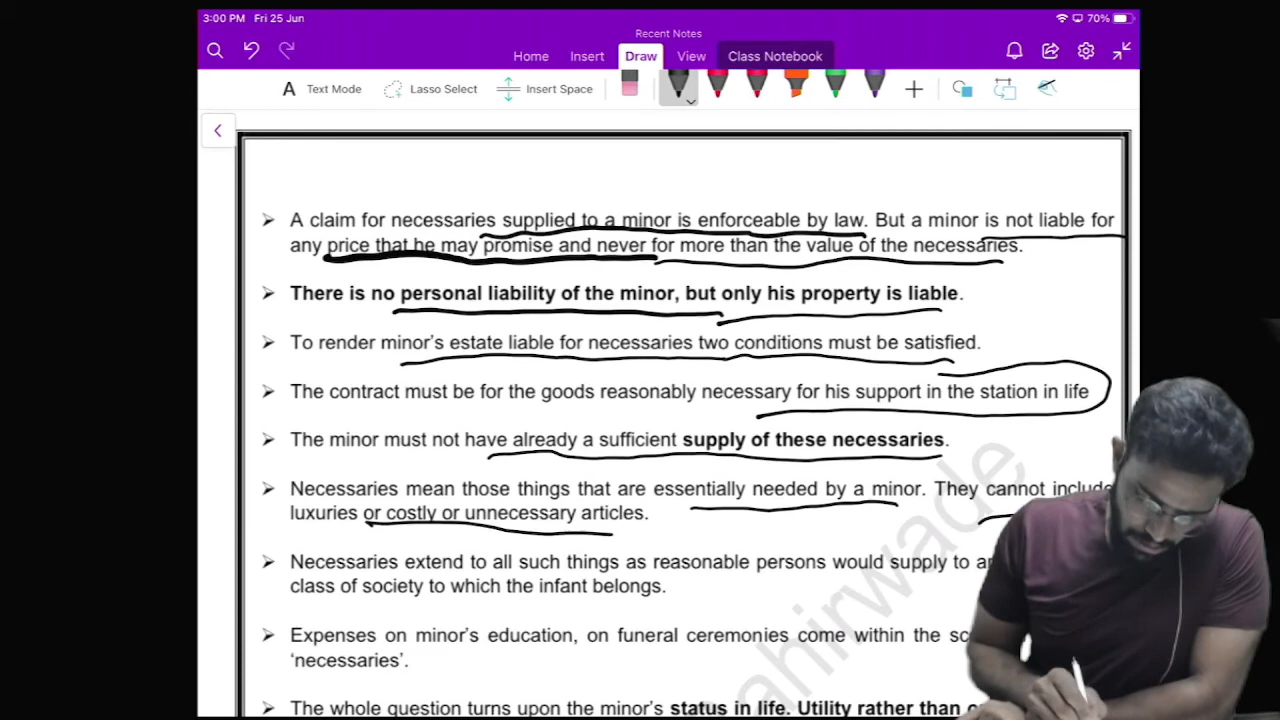 3:00 PM Fri 25 Jun
70%
Recent Notes
Home Insert Draw View Class Notebook
A Text Mode Lasso Select Insert Space
➢ A claim for necessaries supplied to a minor is enforceable by law. But a minor is not liable for
any price that he may promise and never for more than the value of the necessaries.
➢ There is no personal liability of the minor, but only his property is liable.
➢ To render minor's estate liable for necessaries two conditions must be satisfied.
➢ The contract must be for the goods reasonably necessary for his support in the station in life
➢ The minor must not have already a sufficient supply of these necessaries.
➢ Necessaries mean those things that are essentially needed by a minor. They cannot include
luxuries or costly or unnecessary articles.
➢ Necessaries extend to all such things as reasonable persons would supply to
class of society to which the infant belongs.
➢ Expenses on minor's education, on funeral ceremonies come within the
'necessaries'.
➢ The whole question turns upon the minor's status in life. Utility rather than
ahirwade